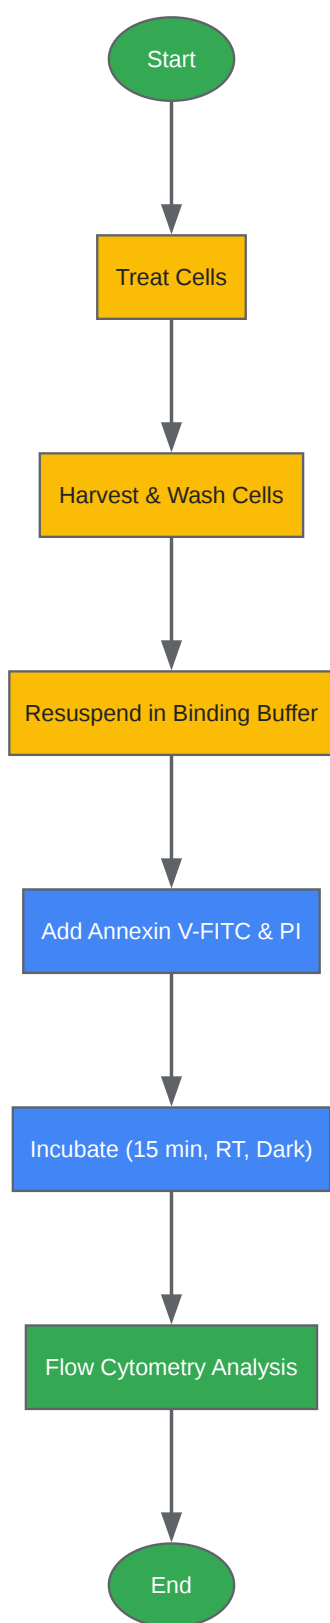 Start
Treat Cells
Harvest & Wash Cells
Resuspend in Binding Buffer
Add Annexin V-FITC & PI
Incubate (15 min, RT, Dark)
Flow Cytometry Analysis
End